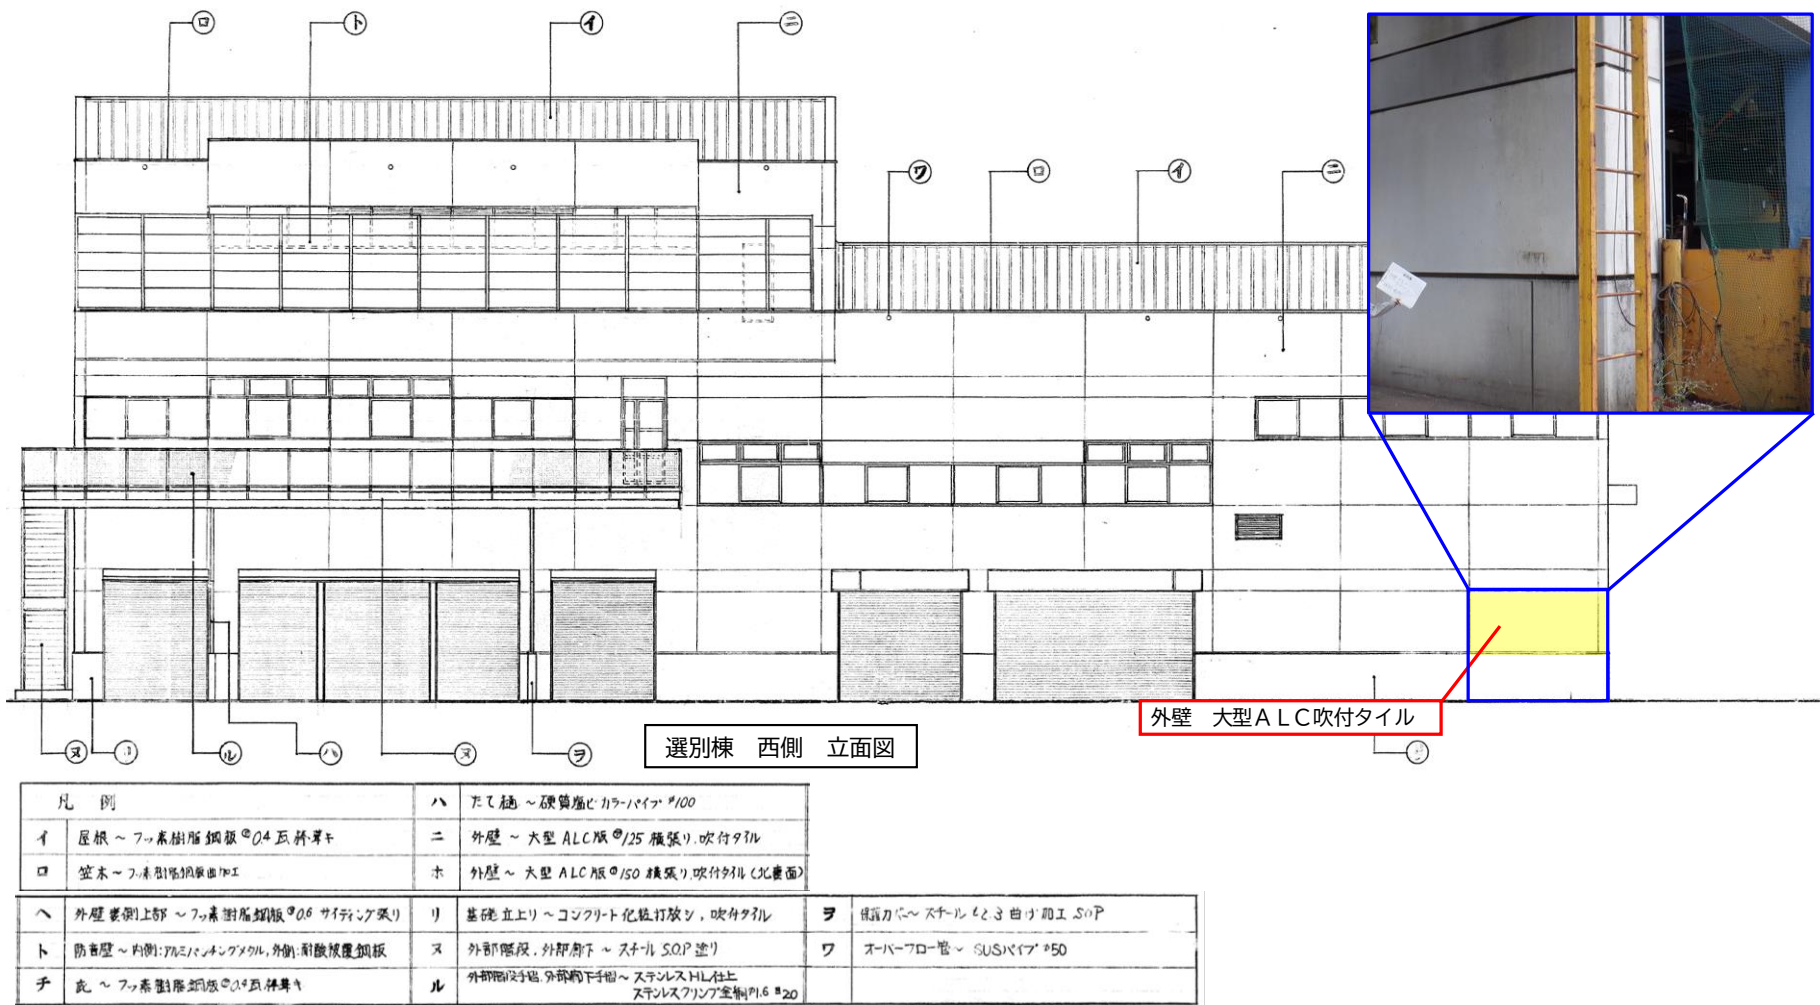 ロ
ト
イ
ニ
ワ
ロ
イ
ニ
外壁　大型ＡＬＣ吹付タイル
ヌ
リ
ル
ハ
ヌ
ヲ
選別棟　西側　立面図
凡 例
イ 屋根 ~ フッ素樹脂鋼板 0.4 瓦棒葺キ
ロ 笠木 ~ フッ素樹脂鋼板曲加工
ハ たて樋 ~ 硬質塩ビカラーパイプ φ100
ニ 外壁 ~ 大型 ALC版 125 横張り、吹付タイル
ホ 外壁 ~ 大型 ALC版 150 横張り、吹付タイル
ヘ 外壁 側上部 ~ フッ素樹脂鋼板 0.6 サイディング張り
ト 防音壁 ~ 内側:アルミパンチングメタル, 外側:耐酸被覆鋼板
チ 庇 ~ フッ素樹脂鋼板 0.4 瓦棒葺キ
リ 基礎立上り ~ コンクリート化粧打放シ, 吹付タイル
ヌ 外部階段, 外部廊下 ~ スチール S.O.P 塗り
ル 外部階段手摺, 外部廊下手摺 ~ ステンレスHL仕上
ステンレスクリンプ金網 φ1.6 20
ヲ ~ スチール t2.3 曲げ加工 SOP
ワ オーバーフロー管 ~ SUSパイプ φ50